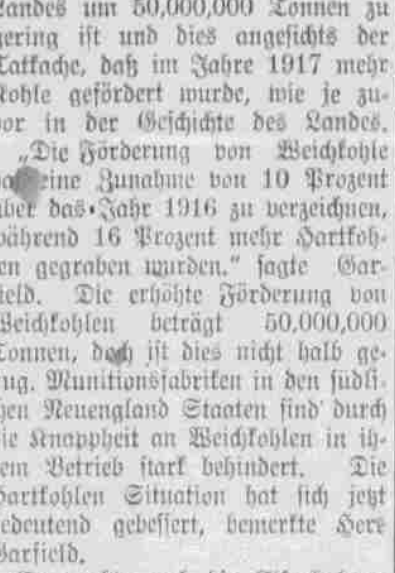 Landes um 50,000,000 Tonnen zu
gering ist und dies angesichts der
Tatsache, daß im Jahre 1917 mehr
Kohle gefördert wurde, wie je zu-
vor in der Geschichte des Landes.
„Die Förderung von Weichkohle
hat eine Zunahme von 10 Prozent
über das Jahr 1916 zu verzeichnen,
während 16 Prozent mehr Hartkoh-
len gegraben wurden." sagte Gar-
field. Die erhöhte Förderung von
Weichkohlen beträgt 50,000,000
Tonnen, doch ist dies nicht halb ge-
nug. Munitionsfabriken in den südli-
chen Neuengland Staaten sind durch
die Knappheit an Weichkohlen in ih-
rem Betrieb stark behindert. Die
Hartkohlen Situation hat sich jetzt
bedeutend gebessert, bemerkte Herr
Garfield.